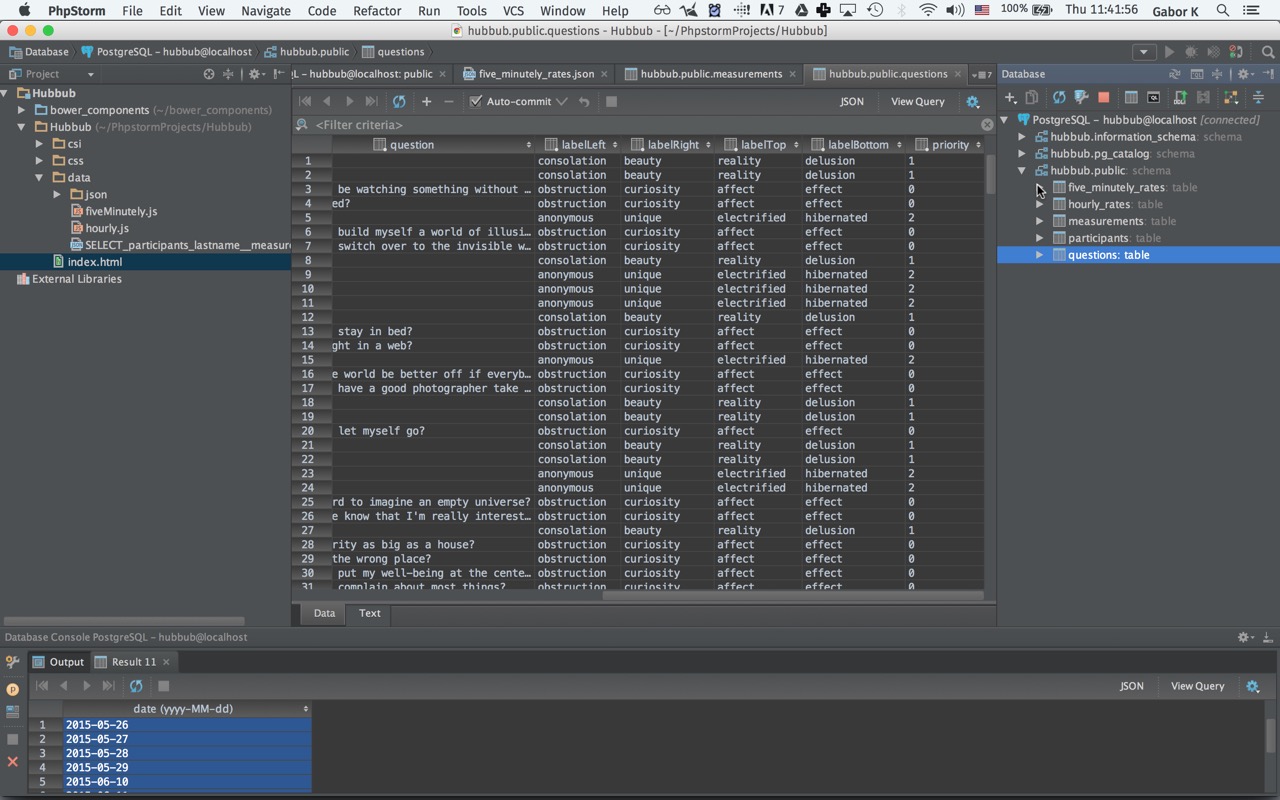 PhpStorm File Edit View Navigate Code Refactor Run Tools VCS Window Help 7 100% Thu 11:41:56 Gabor K
hubbub.public.questions - Hubbub - [~/PhpstormProjects/Hubbub]
Database PostgreSQL – hubbub@localhost hubbub.public questions
Project
L – hubbub@localhost: public five_minutely_rates.json hubbub.public.measurements hubbub.public.questions 7
Database
Hubbub
bower_components (~/bower_components)
Hubbub (~/PhpstormProjects/Hubbub)
csi
css
data
json
fiveMinutely.js
hourly.js
SELECT_participants_lastname__measure
index.html
External Libraries
Auto-commit JSON View Query
<Filter criteria>
question labelLeft labelRight labelTop labelBottom priority
1 consolation beauty reality delusion 1
2 consolation beauty reality delusion 1
3 be watching something without … obstruction curiosity affect effect 0
4 ed? obstruction curiosity affect effect 0
5 anonymous unique electrified hibernated 2
6 build myself a world of illusi… obstruction curiosity affect effect 0
7 switch over to the invisible w… obstruction curiosity affect effect 0
8 consolation beauty reality delusion 1
9 anonymous unique electrified hibernated 2
10 anonymous unique electrified hibernated 2
11 anonymous unique electrified hibernated 2
12 consolation beauty reality delusion 1
13 stay in bed? obstruction curiosity affect effect 0
14 ght in a web? obstruction curiosity affect effect 0
15 anonymous unique electrified hibernated 2
16 e world be better off if everyb… obstruction curiosity affect effect 0
17 have a good photographer take … obstruction curiosity affect effect 0
18 consolation beauty reality delusion 1
19 consolation beauty reality delusion 1
20 let myself go? obstruction curiosity affect effect 0
21 consolation beauty reality delusion 1
22 consolation beauty reality delusion 1
23 anonymous unique electrified hibernated 2
24 anonymous unique electrified hibernated 2
25 rd to imagine an empty universe? obstruction curiosity affect effect 0
26 e know that I'm really interest… obstruction curiosity affect effect 0
27 consolation beauty reality delusion 1
28 rity as big as a house? obstruction curiosity affect effect 0
29 the wrong place? obstruction curiosity affect effect 0
30 put my well-being at the cente… obstruction curiosity affect effect 0
31 complain about most things? obstruction curiosity affect effect 0
Data Text
PostgreSQL – hubbub@localhost [connected]
hubbub.information_schema: schema
hubbub.pg_catalog: schema
hubbub.public: schema
five_minutely_rates: table
hourly_rates: table
measurements: table
participants: table
questions: table
Database Console PostgreSQL – hubbub@localhost
Output Result 11
JSON View Query
date (yyyy-MM-dd)
1 2015-05-26
2 2015-05-27
3 2015-05-28
4 2015-05-29
5 2015-06-10